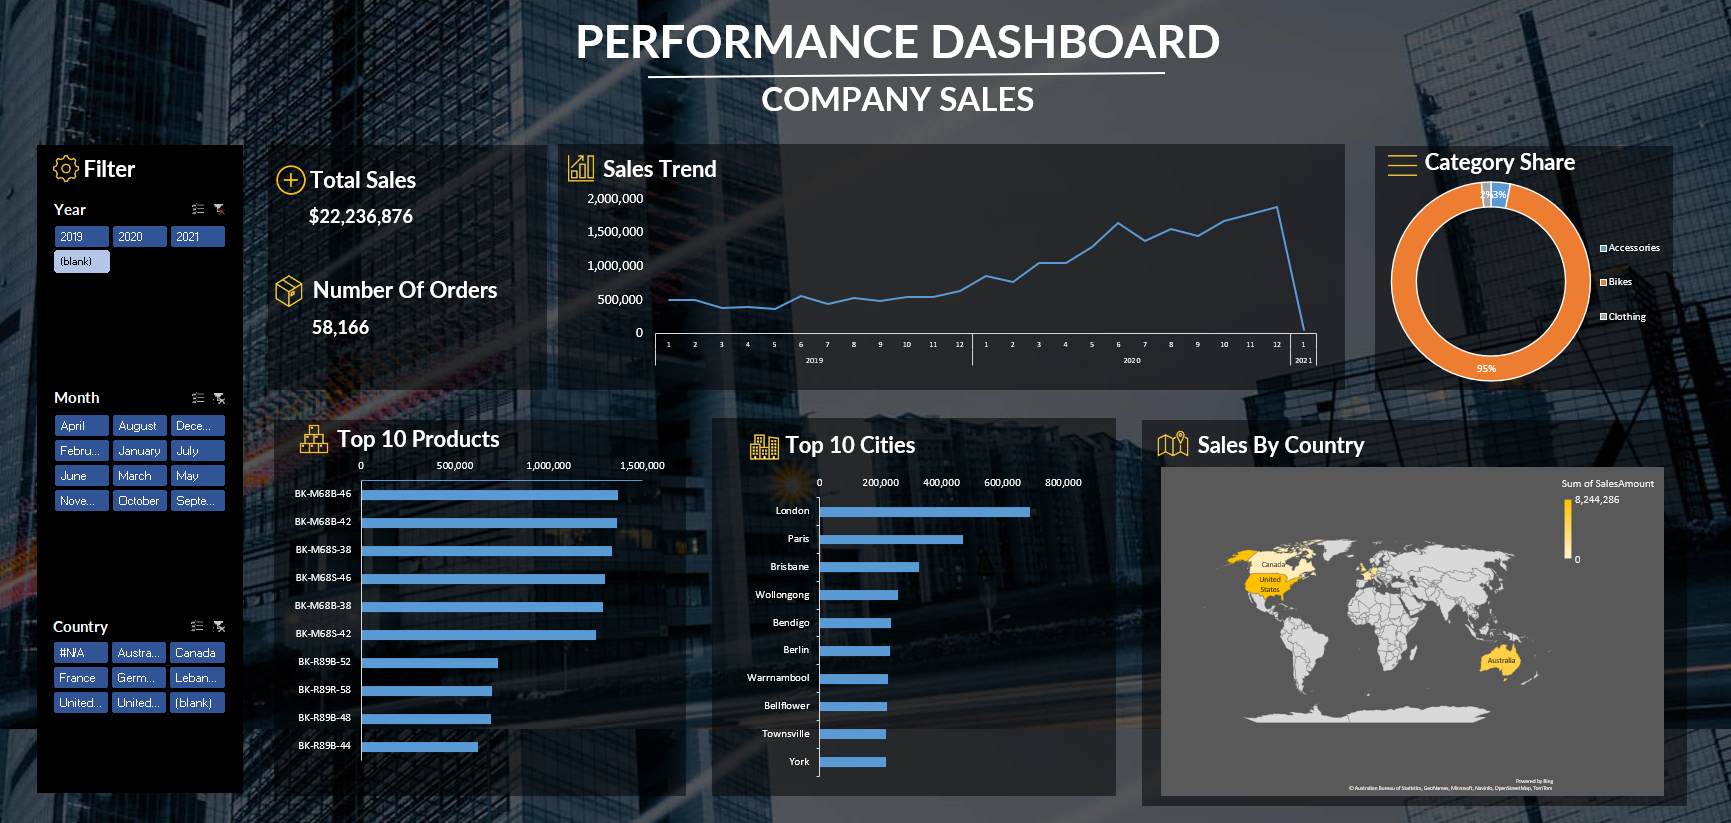 PERFORMANCE DASHBOARD
COMPANY SALES
Filter
Year
2019 2020 2021
(blank)
Month
April August Dece...
Febru... January July
June March May
Nove... October Septe...
Country
#N/A Austra... Canada
France Germ... Leban...
United... United... (blank)
Total Sales
$22,236,876
Number Of Orders
58,166
Sales Trend
2,000,000
1,500,000
1,000,000
500,000
0
1 2 3 4 5 6 7 8 9 10 11 12 1 2 3 4 5 6 7 8 9 10 11 12 1
2019 2020 2021
Category Share
2% 3%
95%
Accessories
Bikes
Clothing
Top 10 Products
0 500,000 1,000,000 1,500,000
BK-M68B-46
BK-M68B-42
BK-M68S-38
BK-M68S-46
BK-M68B-38
BK-M68S-42
BK-R89B-52
BK-R89R-58
BK-R89B-48
BK-R89B-44
Top 10 Cities
0 200,000 400,000 600,000 800,000
London
Paris
Brisbane
Wollongong
Bendigo
Berlin
Warrnambool
Bellflower
Townsville
York
Sales By Country
Sum of SalesAmount
8,244,286
0
Canada
United
States
Australia
Powered by Bing
© Australian Bureau of Statistics, GeoNames, Microsoft, Navinfo, OpenStreetMap, TomTom